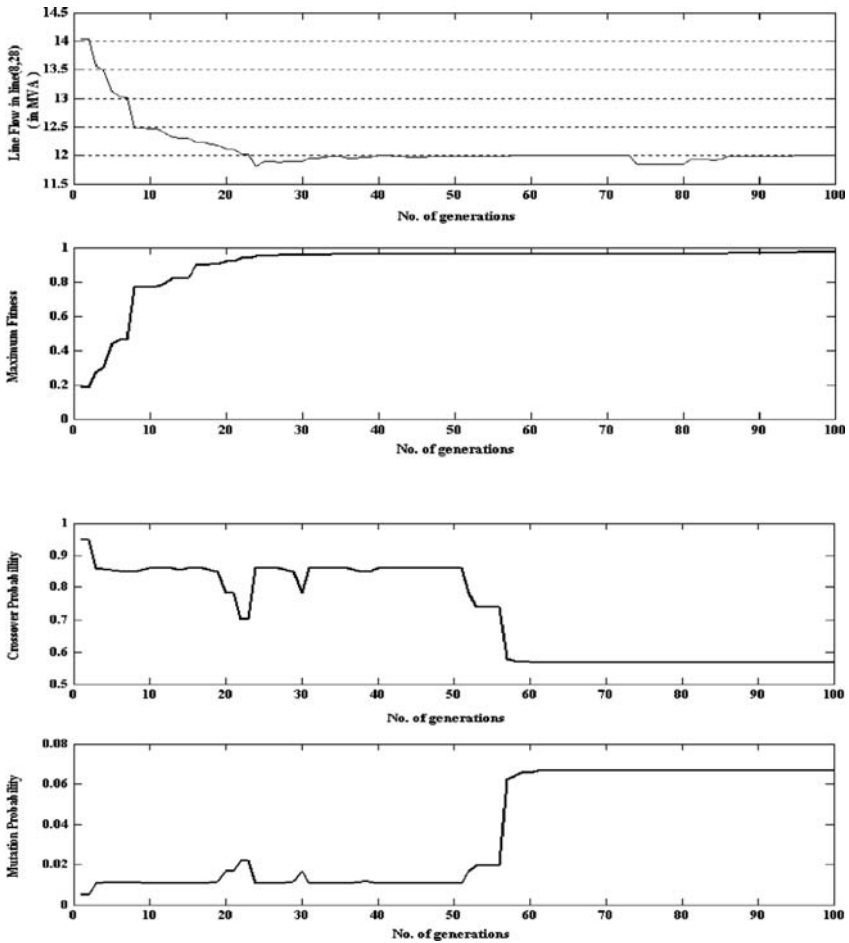 Line Flow in line(8,28)
( in MVA )
14.5
14
13.5
13
12.5
12
11.5
0 10 20 30 40 50 60 70 80 90 100
No. of generations
Maximum Fitness
1
0.8
0.6
0.4
0.2
0
0 10 20 30 40 50 60 70 80 90 100
No. of generations
Crossover Probabillity
1
0.9
0.8
0.7
0.6
0.5
0 10 20 30 40 50 60 70 80 90 100
No. of generations
Mutation Probability
0.08
0.06
0.04
0.02
0
0 10 20 30 40 50 60 70 80 90 100
No. of generations